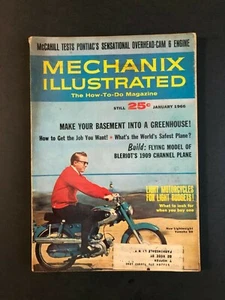 McCAHILL TESTS PONTIAC'S SENSATIONAL OVERHEAD-CAM 6 ENGINE
MECHANIX
ILLUSTRATED
The How-To-Do Magazine
STILL 25¢ JANUARY 1966
MAKE YOUR BASEMENT INTO A GREENHOUSE!
How to Get the Job You Want! • What's the World's Safest Plane?
Build: FLYING MODEL OF
BLERIOT'S 1909 CHANNEL PLANE
LIGHT MOTORCYCLES
FOR LIGHT BUDGETS!
What to look for
when you buy one